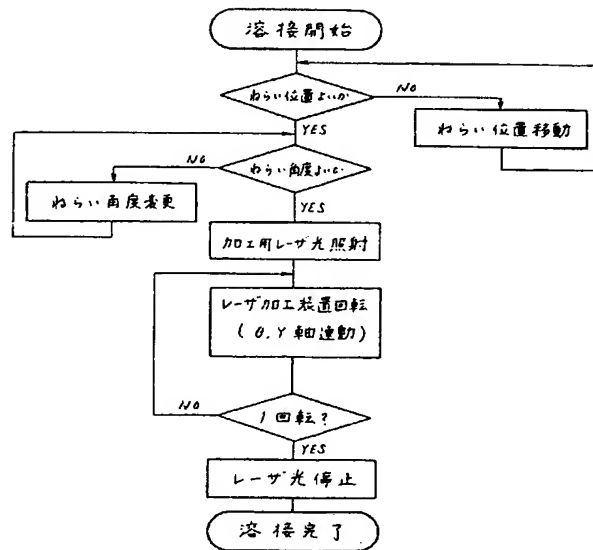 溶接開始
ねらい位置よいか
NO
ねらい位置移動
YES
ねらい角度よいか
NO
ねらい角度変更
YES
加工用レーザ光照射
レーザ加工装置回転
(θ,Y軸連動)
1回転?
NO
YES
レーザ光停止
溶接完了